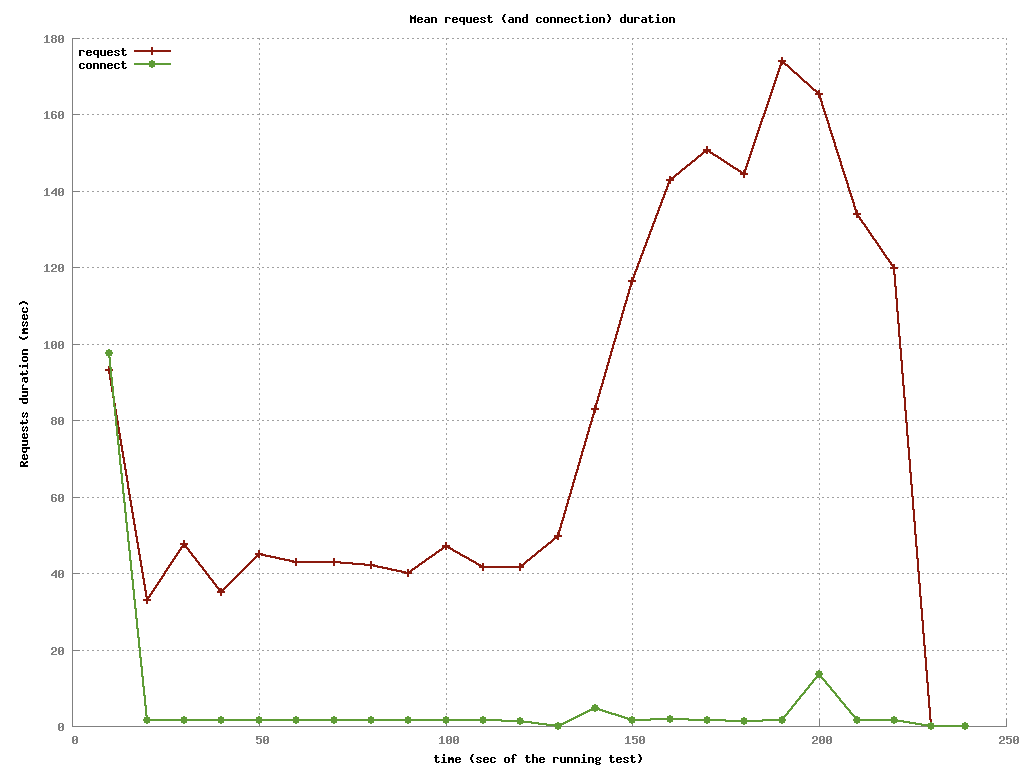 Mean request (and connection) duration
180
request
connect
160
140
120
100
80
60
40
20
0
Requests duration (msec)
0 50 100 150 200 250
time (sec of the running test)